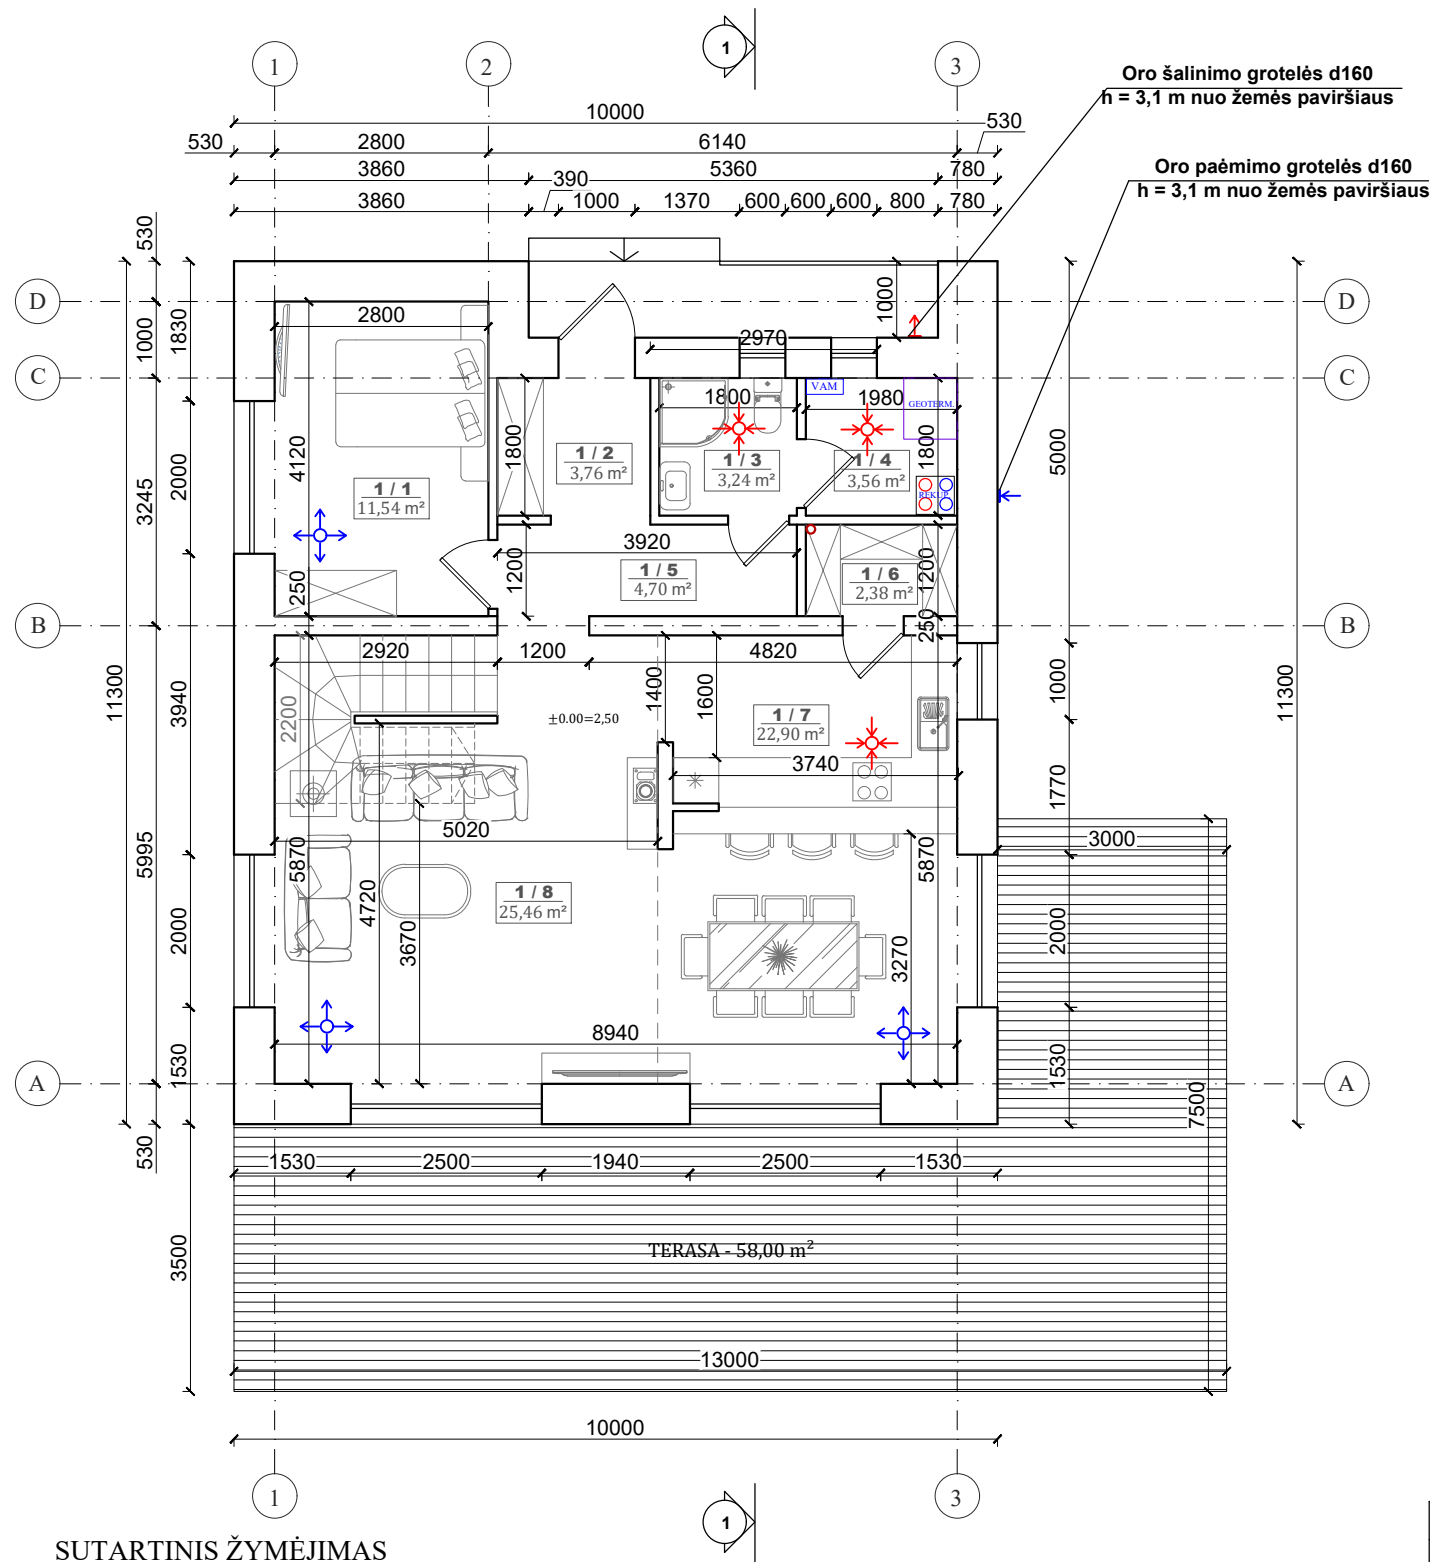 1
1
2
3
Oro šalinimo grotelės d160
h = 3,1 m nuo žemės paviršiaus
10000
530
2800
6140
530
3860
5360
780
Oro paėmimo grotelės d160
h = 3,1 m nuo žemės paviršiaus
390
3860
1000
1370
600
600
600
800
780
530
1000
D
D
2800
2970
1000
1830
C
C
VAM
GEOTERM.
1800
1980
4120
1800
1 / 2
3,76 m²
1 / 3
3,24 m²
1 / 4
3,56 m²
1800
5000
2000
3245
1 / 1
11,54 m²
REKUP.
3920
250
1200
1 / 5
4,70 m²
1 / 6
2,38 m²
1200
250
B
B
2920
1200
4820
11300
3940
2200
±0.00=2,50
1400
1600
1 / 7
22,90 m²
1000
11300
3740
1770
5020
3000
5995
5870
4720
3670
1 / 8
25,46 m²
5870
3270
2000
2000
8940
A
A
1530
1530
7500
530
1530
2500
1940
2500
1530
3500
TERASA - 58,00 m²
13000
10000
1
3
1
SUTARTINIS ŽYMĖJIMAS